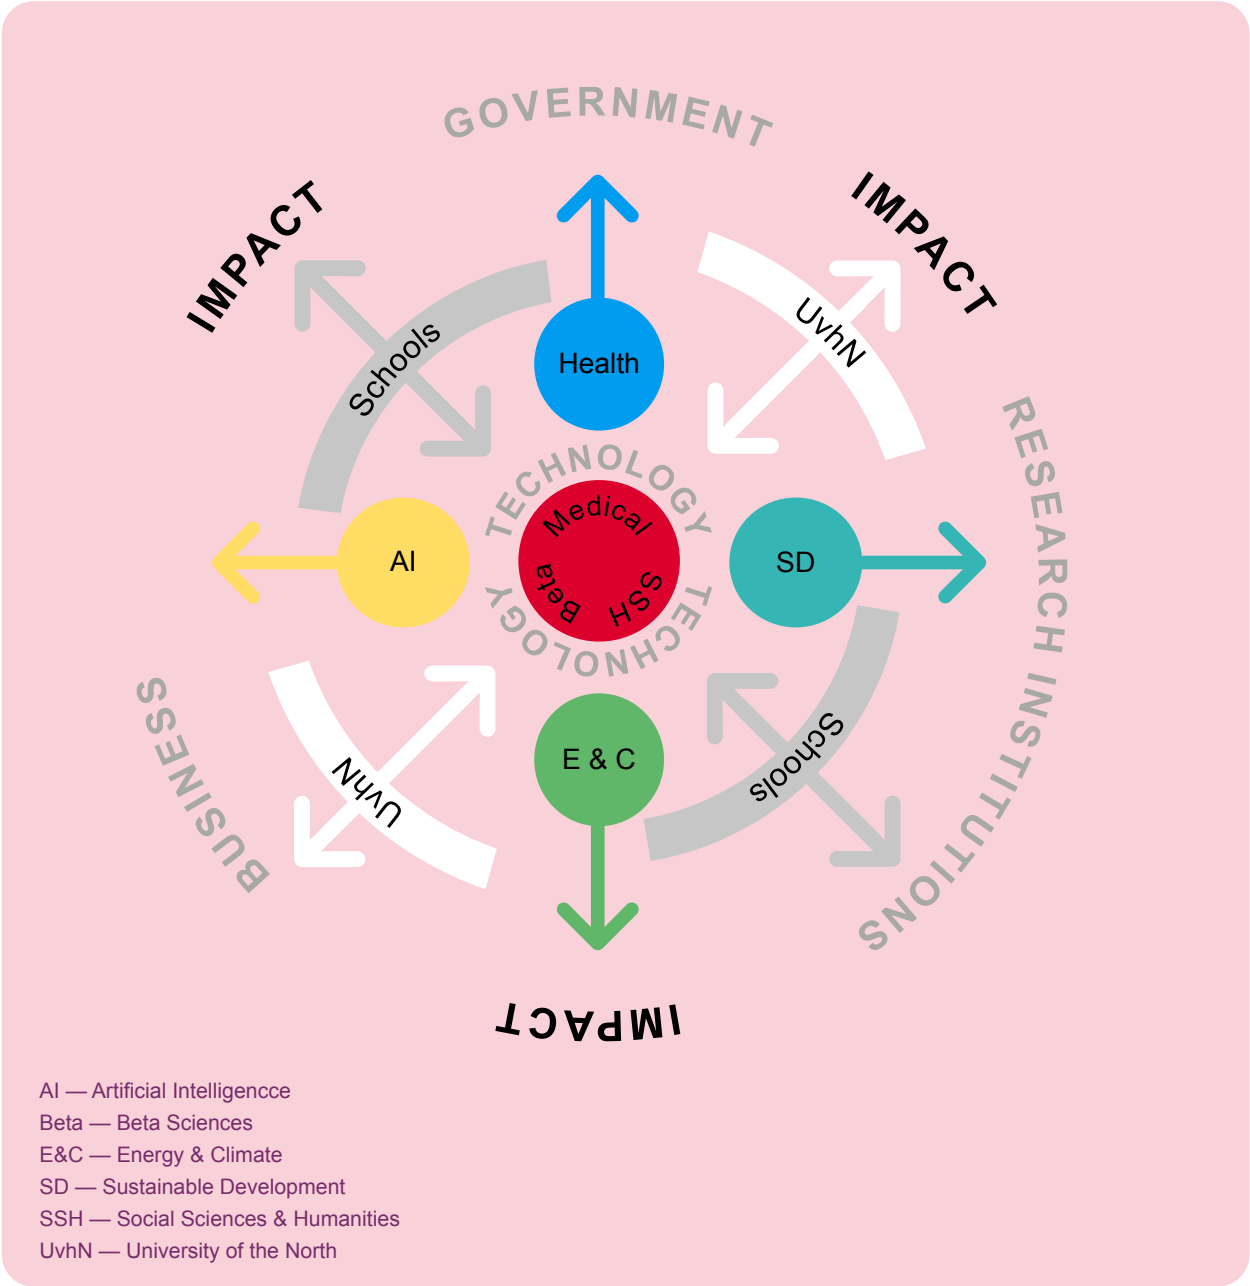 GOVERNMENT
IMPACT
IMPACT
Schools
UvhN
Health
RESEARCH INSTITUTIONS
TECHNOLOGY
Medical
AI
SD
Beta
SSH
TECHNOLOGY
BUSINESS
E & C
UvhN
Schools
IMPACT
AI — Artificial Intelligencce
Beta — Beta Sciences
E&C — Energy & Climate
SD — Sustainable Development
SSH — Social Sciences & Humanities
UvhN — University of the North